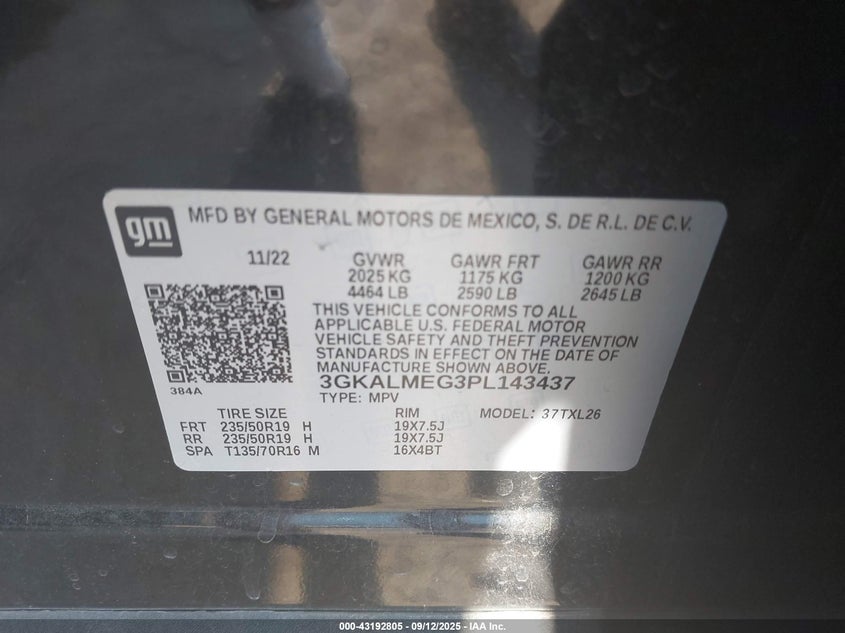 gm
MFD BY GENERAL MOTORS DE MEXICO, S. DE R.L. DE C.V.
11/22 GVWR GAWR FRT GAWR RR
2025 KG 1175 KG 1200 KG
4464 LB 2590 LB 2645 LB
THIS VEHICLE CONFORMS TO ALL
APPLICABLE U.S. FEDERAL MOTOR
VEHICLE SAFETY AND THEFT PREVENTION
STANDARDS IN EFFECT ON THE DATE OF
MANUFACTURE SHOWN ABOVE.
384A
3GKALMEG3PL143437
TYPE: MPV
TIRE SIZE RIM MODEL: 37TXL26
FRT 235/50R19 H 19X7.5J
RR 235/50R19 H 19X7.5J
SPA T135/70R16 M 16X4BT
000-43192805 - 09/12/2025 - IAA Inc.